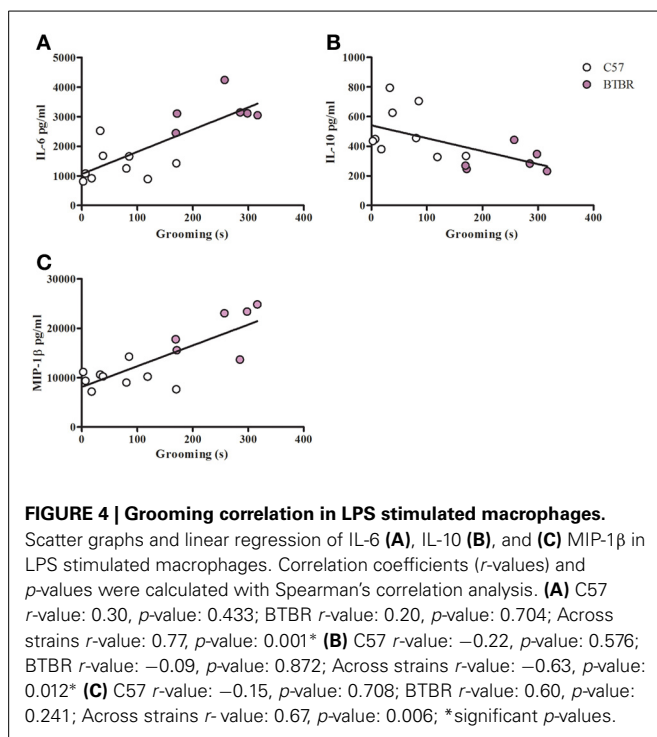 A
B
C57
BTBR
IL-6 pg/ml
5000
4000
3000
2000
1000
0
0 100 200 300 400
Grooming (s)
IL-10 pg/ml
1000
800
600
400
200
0
0 100 200 300 400
Grooming (s)
C
MIP-1β pg/ml
30000
20000
10000
0
0 100 200 300 400
Grooming (s)
FIGURE 4 | Grooming correlation in LPS stimulated macrophages.
Scatter graphs and linear regression of IL-6 (A), IL-10 (B), and (C) MIP-1β in
LPS stimulated macrophages. Correlation coefficients (r-values) and
p-values were calculated with Spearman's correlation analysis. (A) C57
r-value: 0.30, p-value: 0.433; BTBR r-value: 0.20, p-value: 0.704; Across
strains r-value: 0.77, p-value: 0.001* (B) C57 r-value: −0.22, p-value: 0.576;
BTBR r-value: −0.09, p-value: 0.872; Across strains r-value: −0.63, p-value:
0.012* (C) C57 r-value: −0.15, p-value: 0.708; BTBR r-value: 0.60, p-value:
0.241; Across strains r- value: 0.67, p-value: 0.006; *significant p-values.